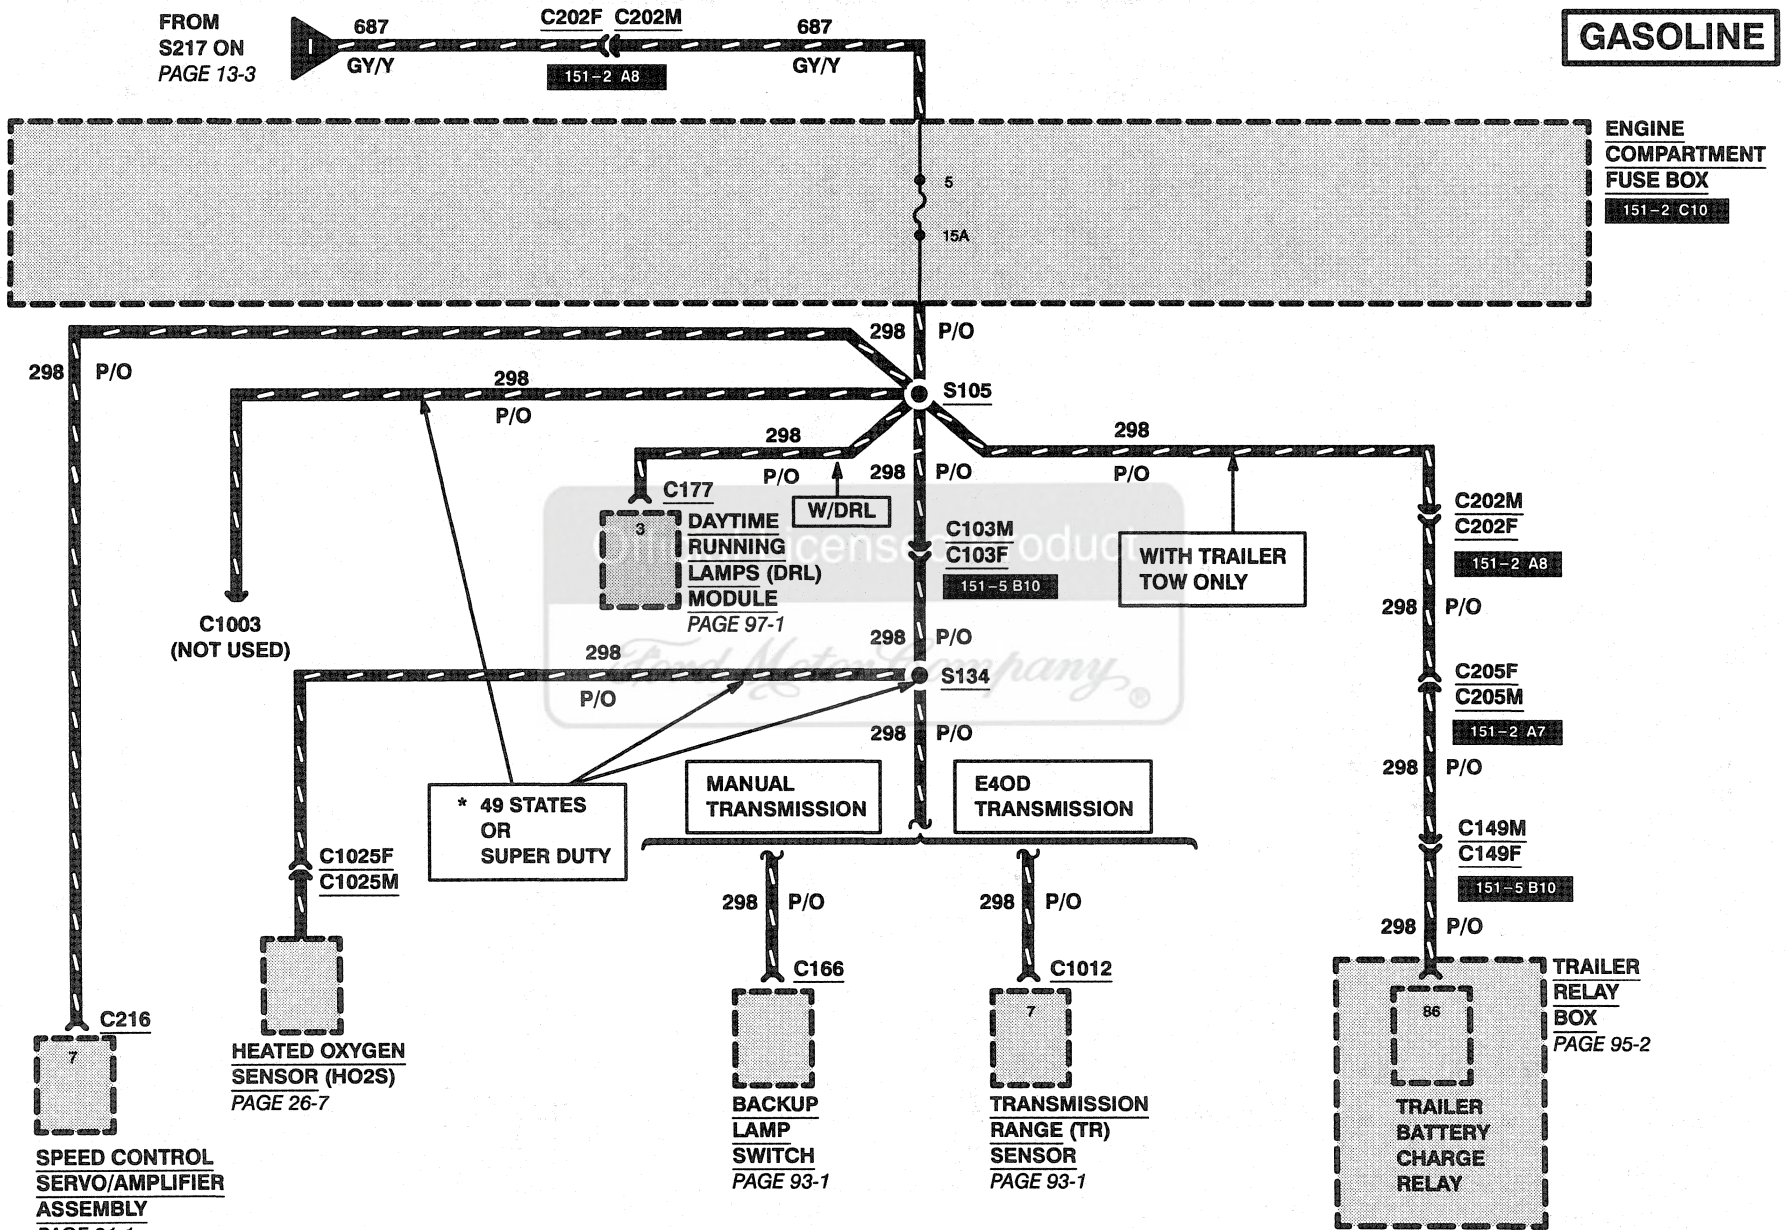 FROM
S217 ON
PAGE 13-3
687
GY/Y
C202F C202M
151-2 A8
687
GY/Y
GASOLINE
ENGINE
COMPARTMENT
FUSE BOX
151-2 C10
5
15A
298 P/O
298 P/O
298
P/O
S105
298
P/O
W/DRL
298 P/O
298
P/O
WITH TRAILER
TOW ONLY
C177
3
DAYTIME
RUNNING
LAMPS (DRL)
MODULE
PAGE 97-1
C103M
C103F
151-5 B10
C202M
C202F
151-2 A8
298 P/O
C1003
(NOT USED)
298
P/O
298 P/O
S134
Ford Motor Company
®
C205F
C205M
151-2 A7
298 P/O
298 P/O
* 49 STATES
OR
SUPER DUTY
MANUAL
TRANSMISSION
E4OD
TRANSMISSION
C1025F
C1025M
C149M
C149F
151-5 B10
298 P/O
298 P/O
298 P/O
C216
7
SPEED CONTROL
SERVO/AMPLIFIER
ASSEMBLY
HEATED OXYGEN
SENSOR (HO2S)
PAGE 26-7
C166
BACKUP
LAMP
SWITCH
PAGE 93-1
C1012
7
TRANSMISSION
RANGE (TR)
SENSOR
PAGE 93-1
TRAILER
RELAY
BOX
PAGE 95-2
86
TRAILER
BATTERY
CHARGE
RELAY